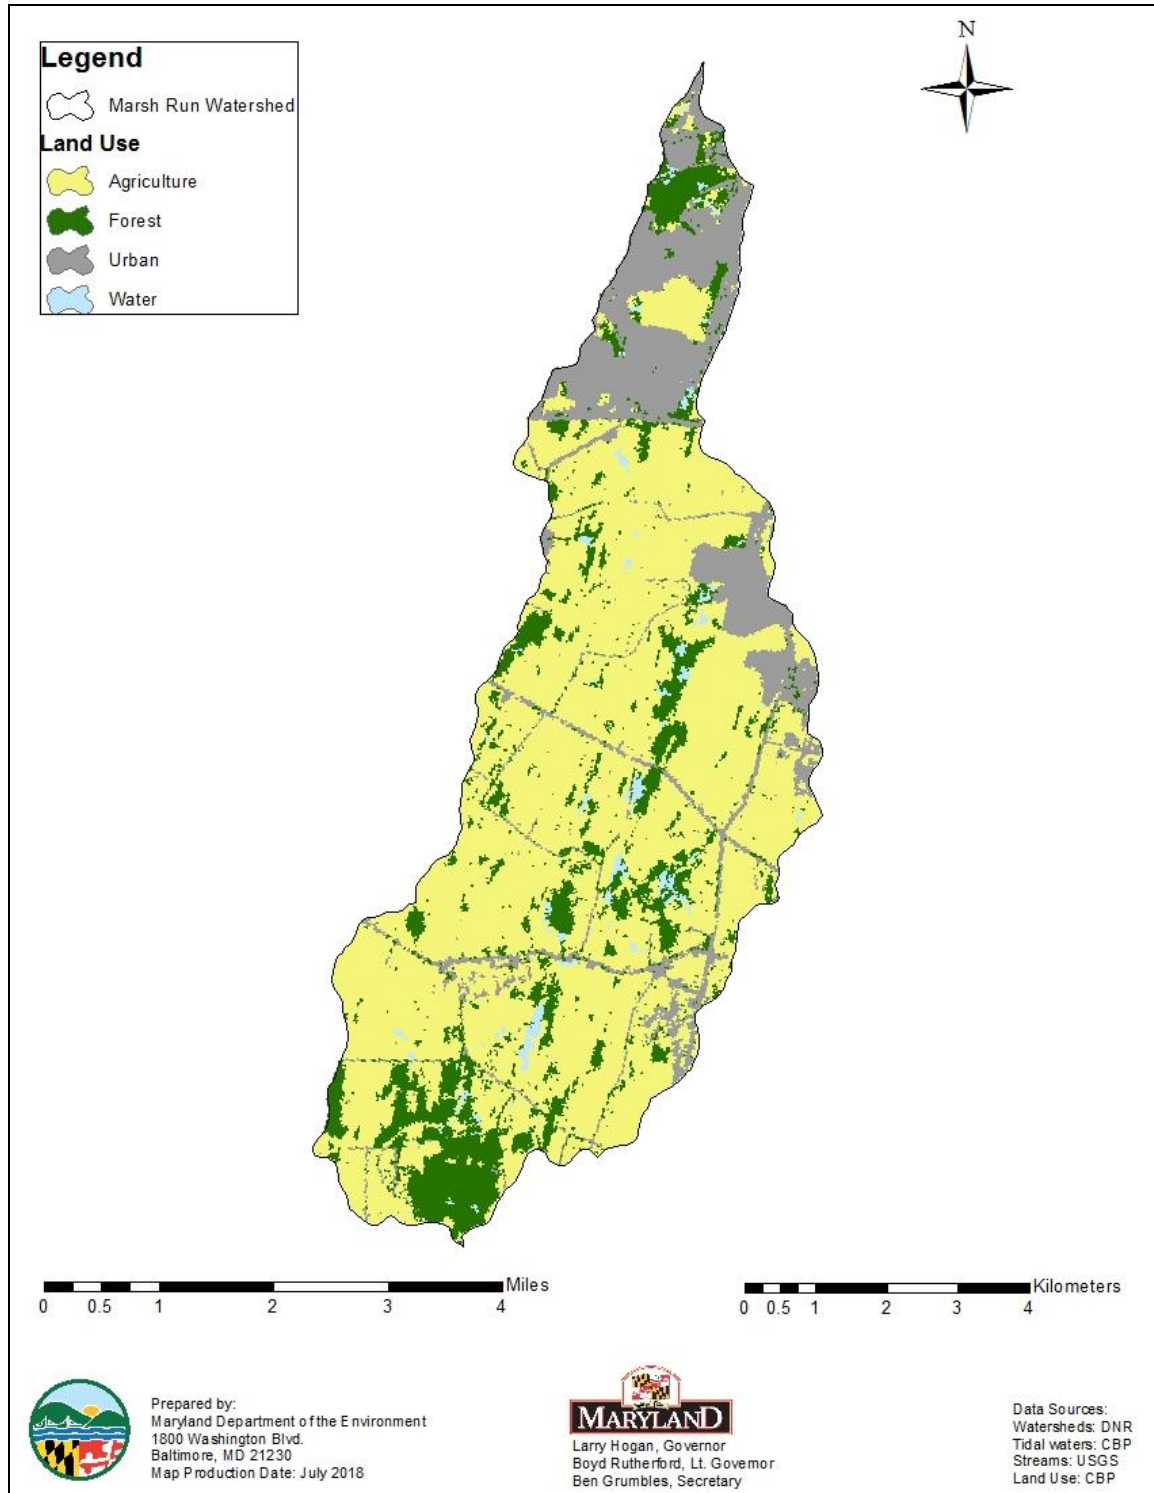 N
Legend
Marsh Run Watershed
Land Use
Agriculture
Forest
Urban
Water
Miles
0 0.5 1 2 3 4
Kilometers
0 0.5 1 2 3 4
Prepared by:
Maryland Department of the Environment
1800 Washington Blvd.
Baltimore, MD 21230
Map Production Date: July 2018
MARYLAND
Larry Hogan, Governor
Boyd Rutherford, Lt. Governor
Ben Grumbles, Secretary
Data Sources:
Watersheds: DNR
Tidal waters: CBP
Streams: USGS
Land Use: CBP